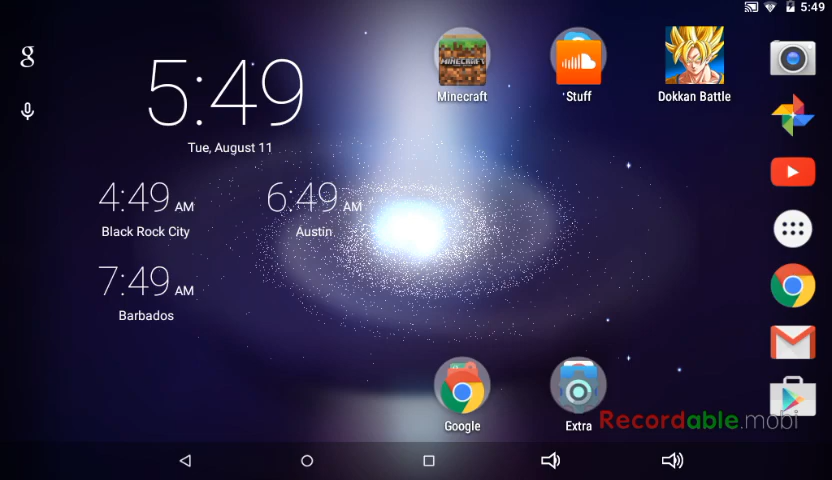 5:49
g
5:49
Tue, August 11
4:49 AM
Black Rock City
6:49 AM
Austin
7:49 AM
Barbados
MINECRAFT
Minecraft
'Stuff
Dokkan Battle
Google
Extra
Recordable.mobi